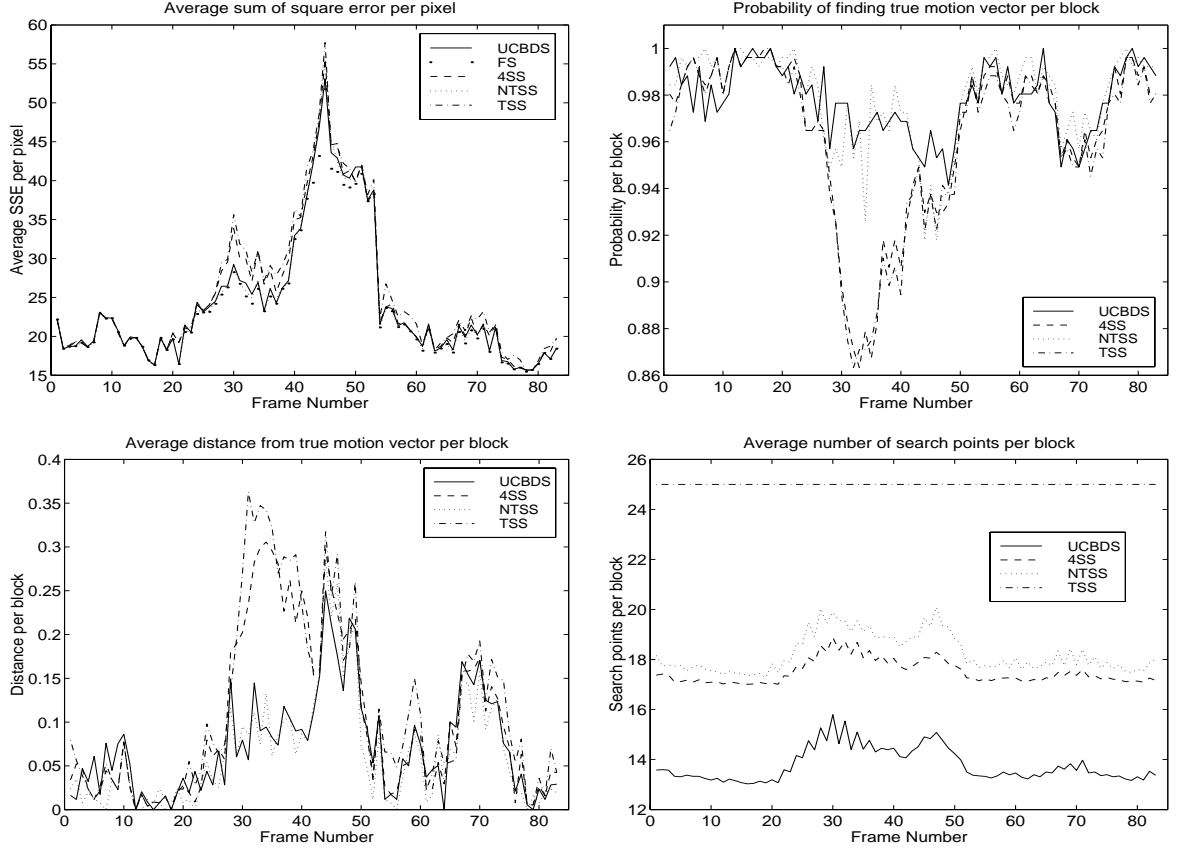 Average sum of square error per pixel
60
55
50
45
40
35
30
25
20
15
Average SSE per pixel
UCBDS
FS
4SS
NTSS
TSS
0 10 20 30 40 50 60 70 80
Frame Number
Probability of finding true motion vector per block
1
0.98
0.96
0.94
0.92
0.9
0.88
0.86
Probability per block
UCBDS
4SS
NTSS
TSS
0 10 20 30 40 50 60 70 80
Frame Number
Average distance from true motion vector per block
0.4
0.35
0.3
0.25
0.2
0.15
0.1
0.05
0
Distance per block
UCBDS
4SS
NTSS
TSS
0 10 20 30 40 50 60 70 80
Frame Number
Average number of search points per block
26
24
22
20
18
16
14
12
Search points per block
UCBDS
4SS
NTSS
TSS
0 10 20 30 40 50 60 70 80
Frame Number